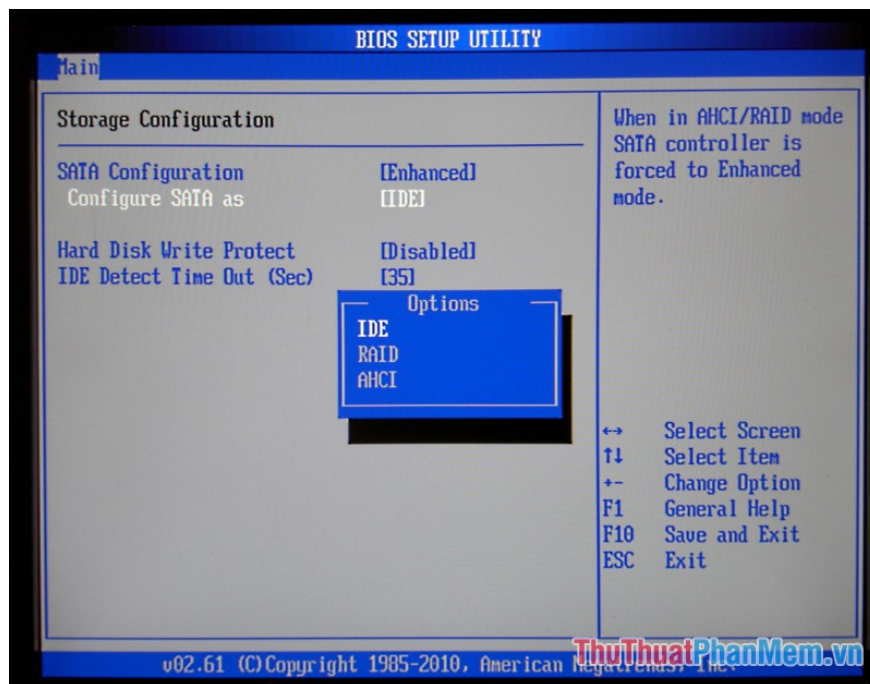 BIOS SETUP UTILITY
Main
Storage Configuration
SATA Configuration [Enhanced]
Configure SATA as [IDE]
Hard Disk Write Protect [Disabled]
IDE Detect Time Out (Sec) [35]
Options
IDE
RAID
AHCI
When in AHCI/RAID mode
SATA controller is
forced to Enhanced
mode.
↔ Select Screen
↑↓ Select Item
+- Change Option
F1 General Help
F10 Save and Exit
ESC Exit
v02.61 (C)Copyright 1985-2010, American Megatrends, Inc.
ThuThuatPhanMem.vn